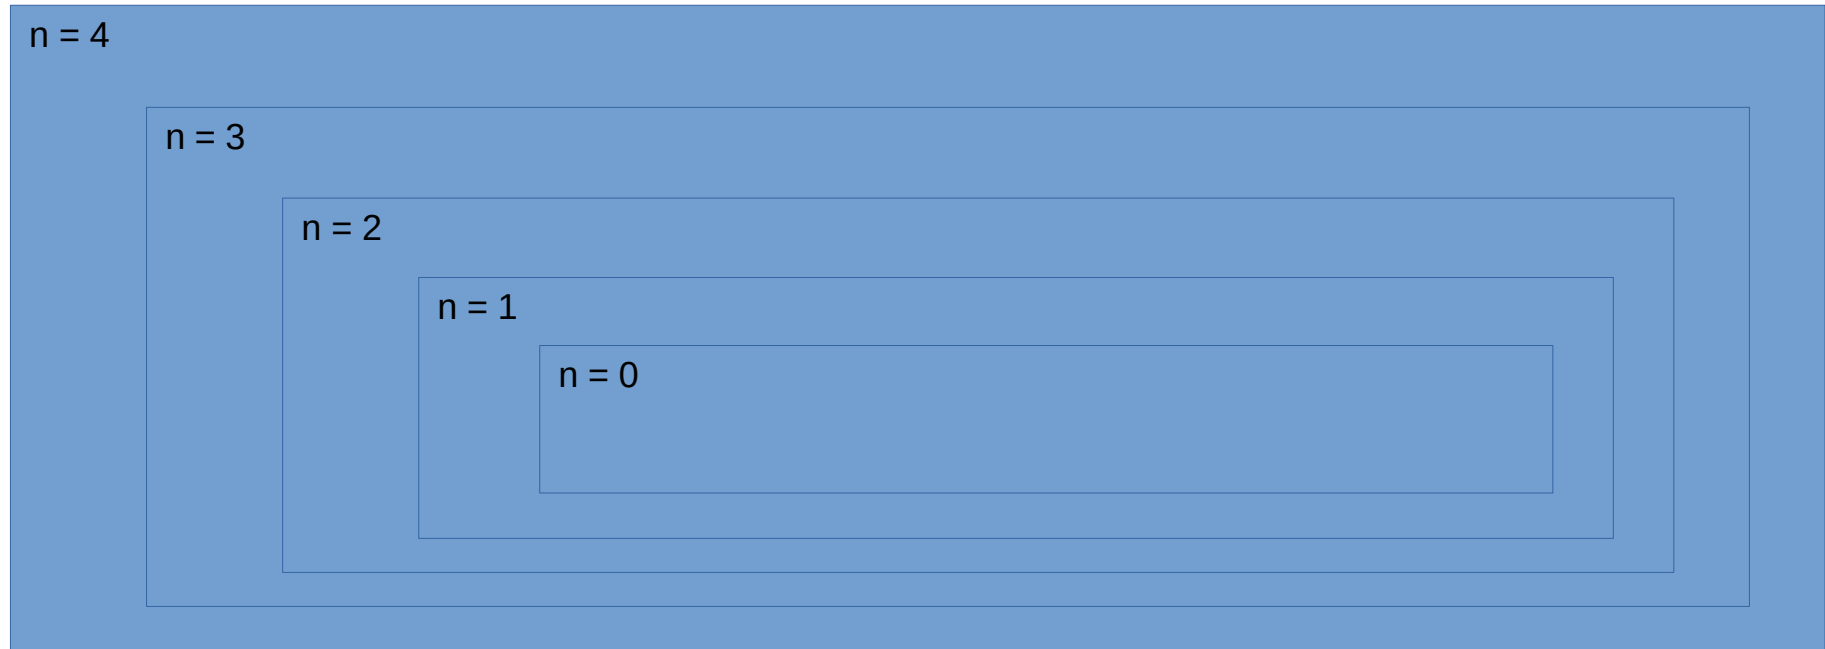 n = 4
n = 3
n = 2
n = 1
n = 0